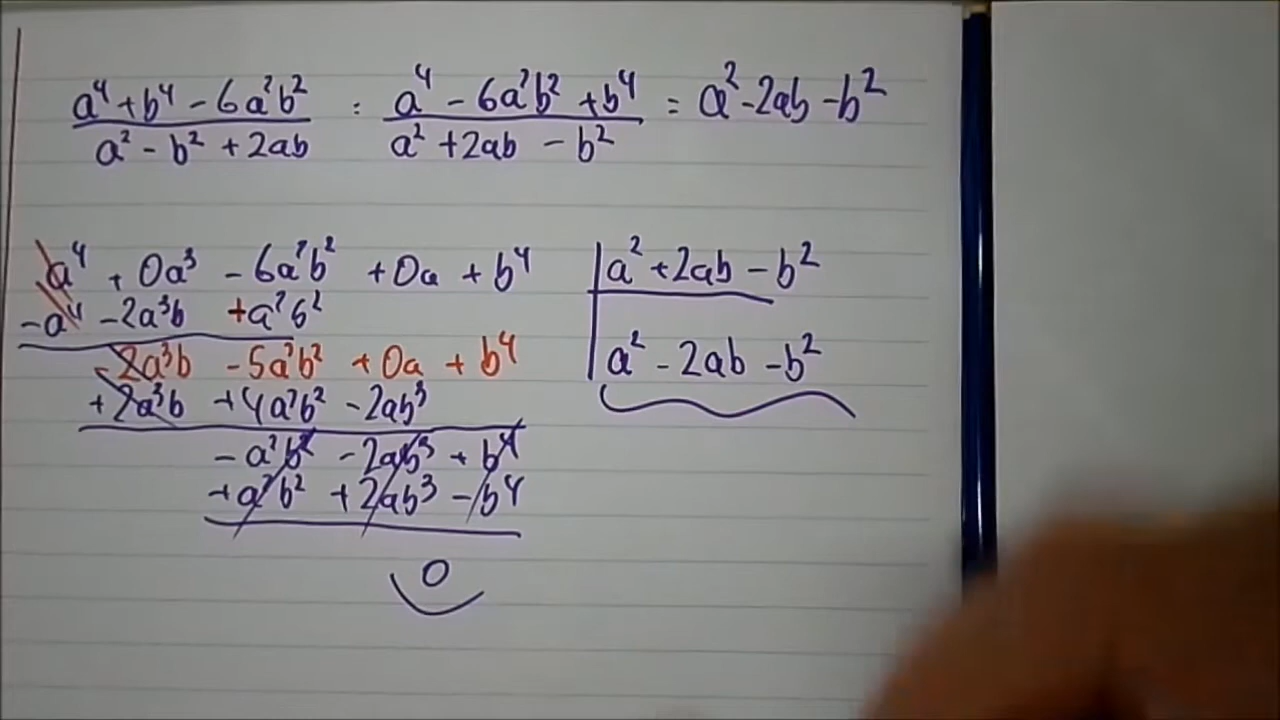 (a⁴ + b⁴ - 6a²b²)/(a² - b² + 2ab) : (a⁴ - 6a²b² + b⁴)/(a² + 2ab - b²) = a² - 2ab - b²
a⁴ + 0a³ - 6a²b² + 0a + b⁴ | a² + 2ab - b²
-a⁴ - 2a³b + a²b² | a² - 2ab - b²
-2a³b - 5a²b² + 0a + b⁴
+2a³b + 4a²b² - 2ab³
-a²b² - 2ab³ + b⁴
+a²b² + 2ab³ - b⁴
0